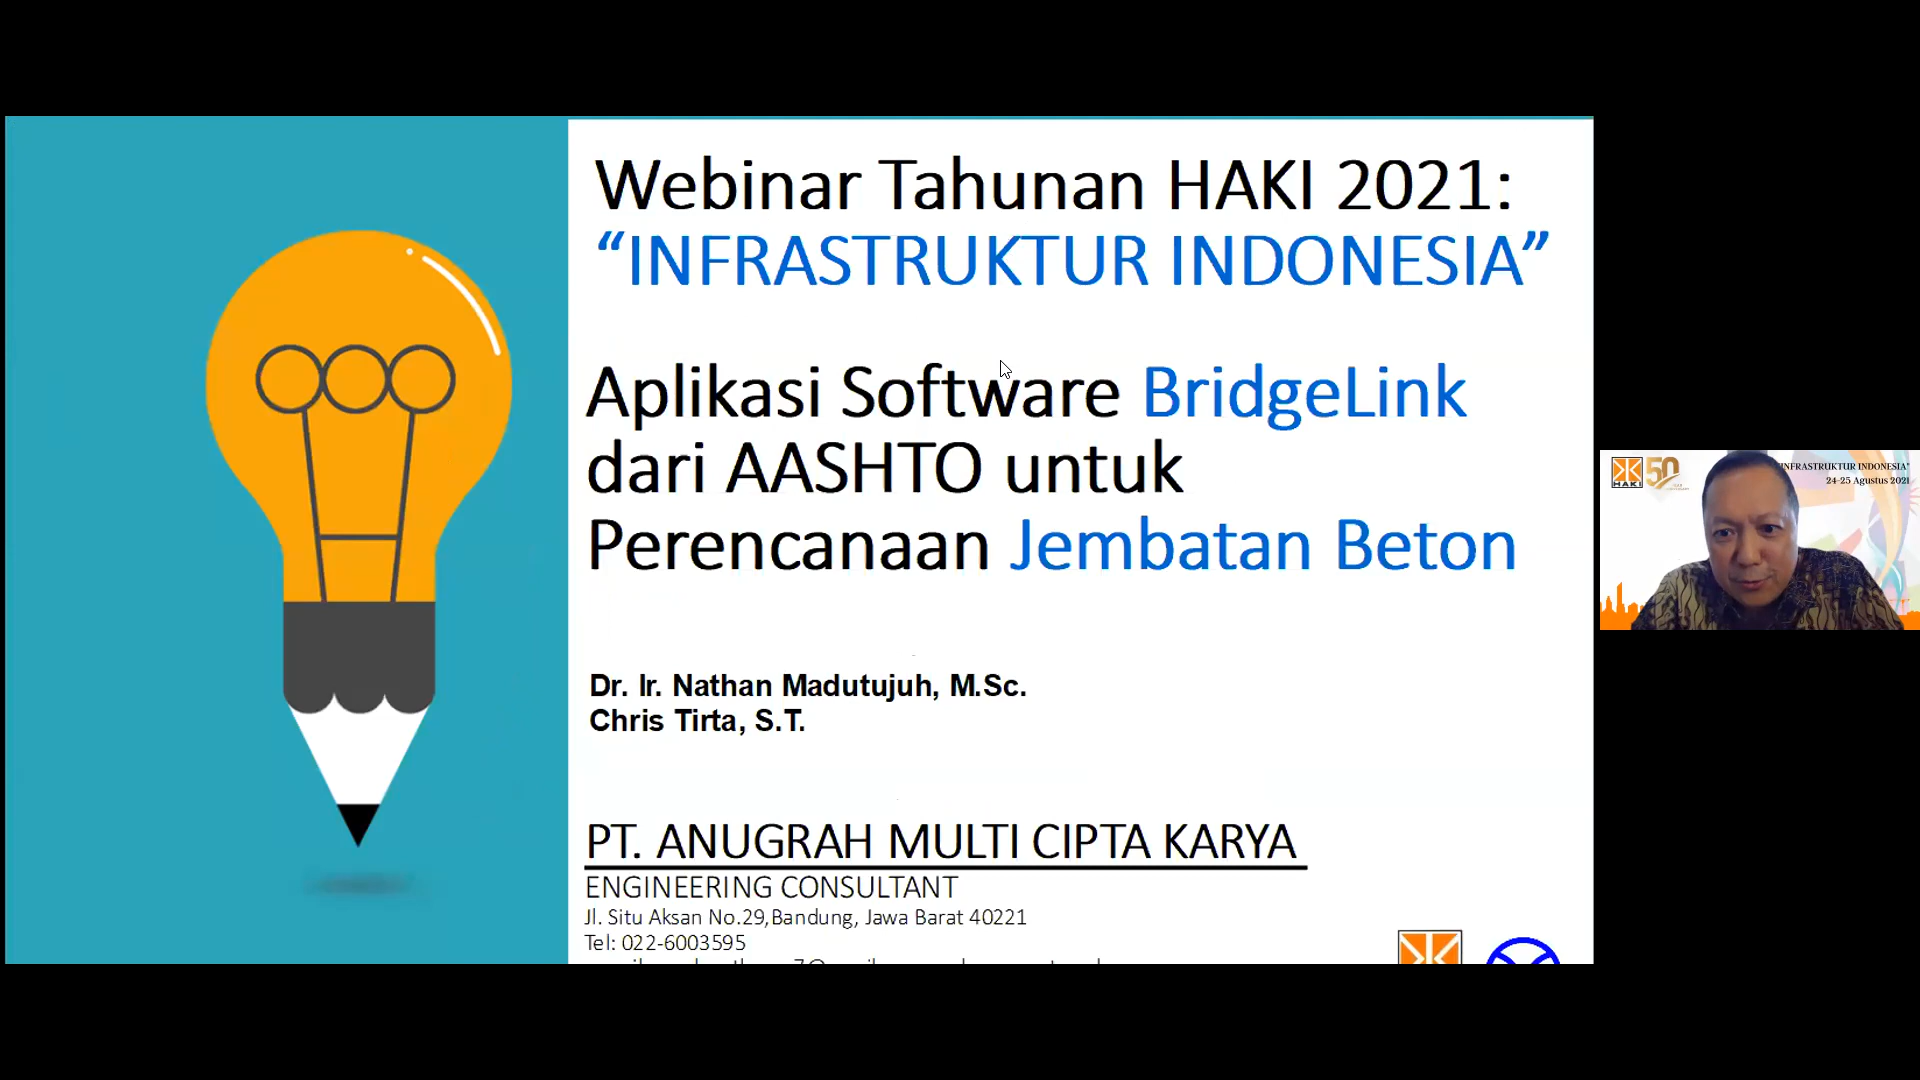 Webinar Tahunan HAKI 2021:
“INFRASTRUKTUR INDONESIA”
Aplikasi Software BridgeLink
dari AASHTO untuk
Perencanaan Jembatan Beton
Dr. Ir. Nathan Madutujuh, M.Sc.
Chris Tirta, S.T.
PT. ANUGRAH MULTI CIPTA KARYA
ENGINEERING CONSULTANT
Jl. Situ Aksan No.29,Bandung, Jawa Barat 40221
Tel: 022-6003595
HAKI
50
INFRASTRUKTUR INDONESIA"
24-25 Agustus 2021